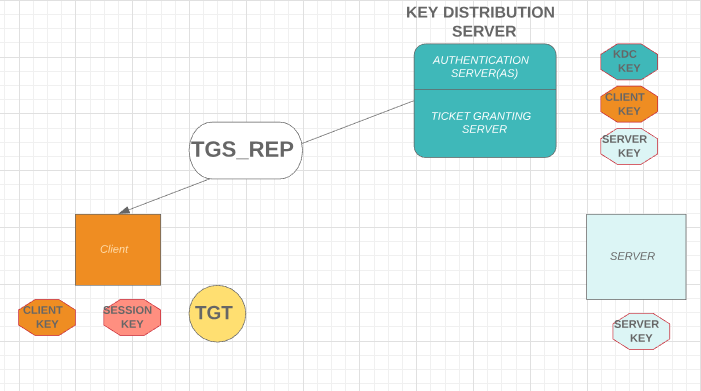 KEY DISTRIBUTION
SERVER
AUTHENTICATION
SERVER(AS)
TICKET GRANTING
SERVER
KDC
KEY
CLIENT
KEY
SERVER
KEY
TGS_REP
Client
SERVER
CLIENT
KEY
SESSION
KEY
TGT
SERVER
KEY